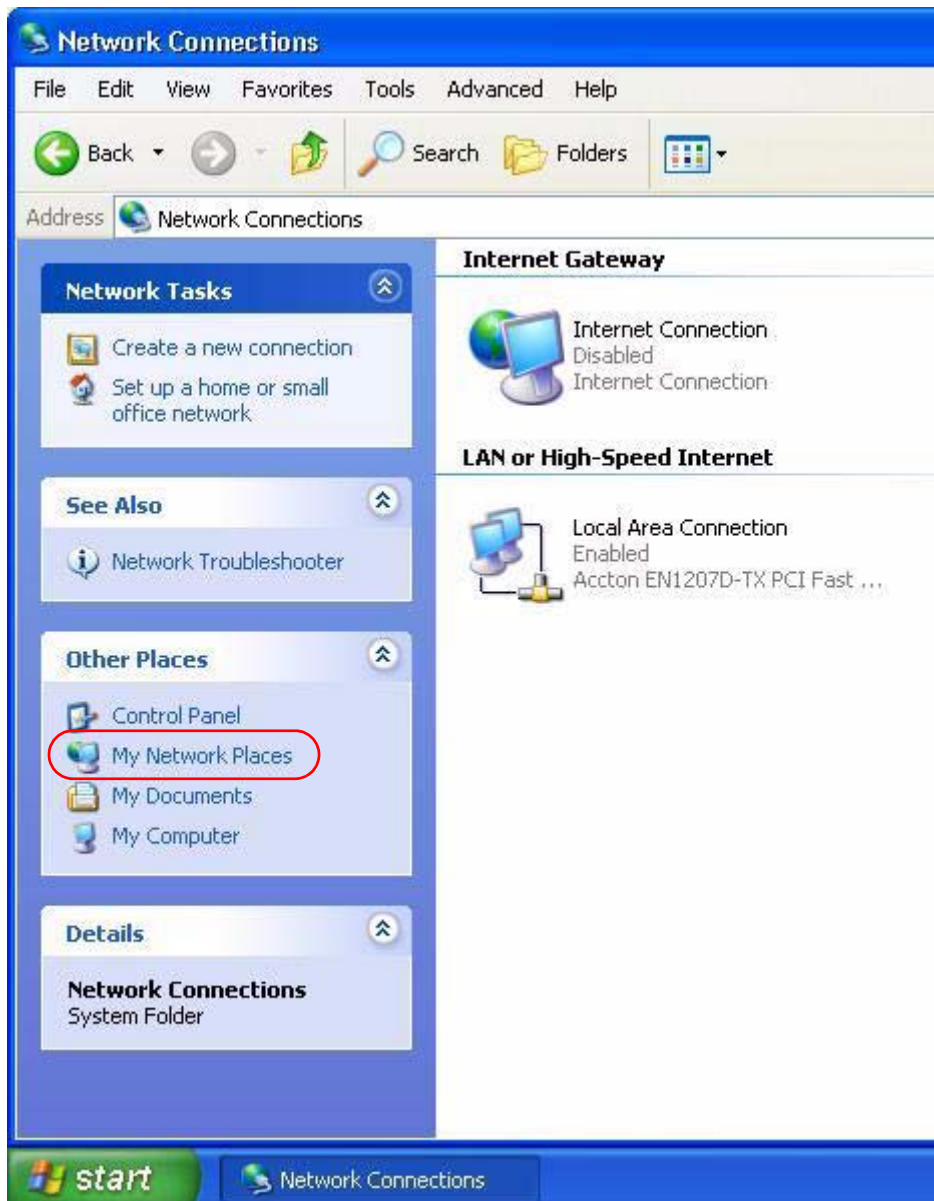 Network Connections
File Edit View Favorites Tools Advanced Help
Back Search Folders
Address Network Connections
Network Tasks
Create a new connection
Set up a home or small
office network
See Also
Network Troubleshooter
Other Places
Control Panel
My Network Places
My Documents
My Computer
Details
Network Connections
System Folder
Internet Gateway
Internet Connection
Disabled
Internet Connection
LAN or High-Speed Internet
Local Area Connection
Enabled
Accton EN1207D-TX PCI Fast ...
start Network Connections